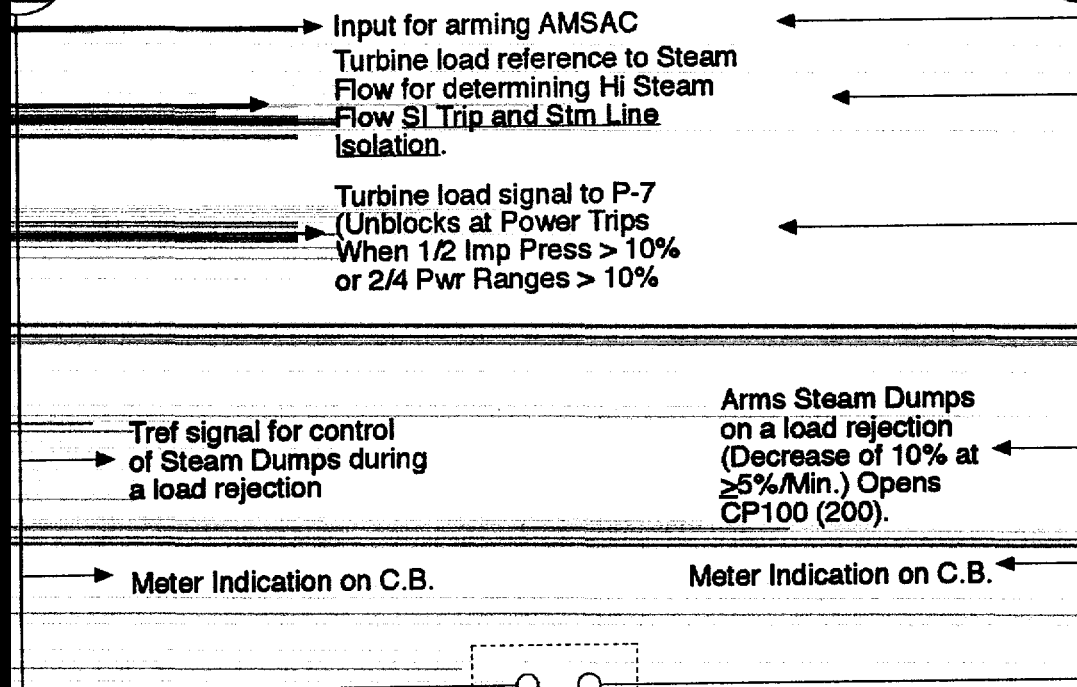 Input for arming AMSAC
Turbine load reference to Steam
Flow for determining Hi Steam
Flow SI Trip and Stm Line
Isolation.
Turbine load signal to P-7
(Unblocks at Power Trips
When 1/2 Imp Press > 10%
or 2/4 Pwr Ranges > 10%
Tref signal for control
of Steam Dumps during
a load rejection
Arms Steam Dumps
on a load rejection
(Decrease of 10% at
≥5%/Min.) Opens
CP100 (200).
Meter Indication on C.B.
Meter Indication on C.B.